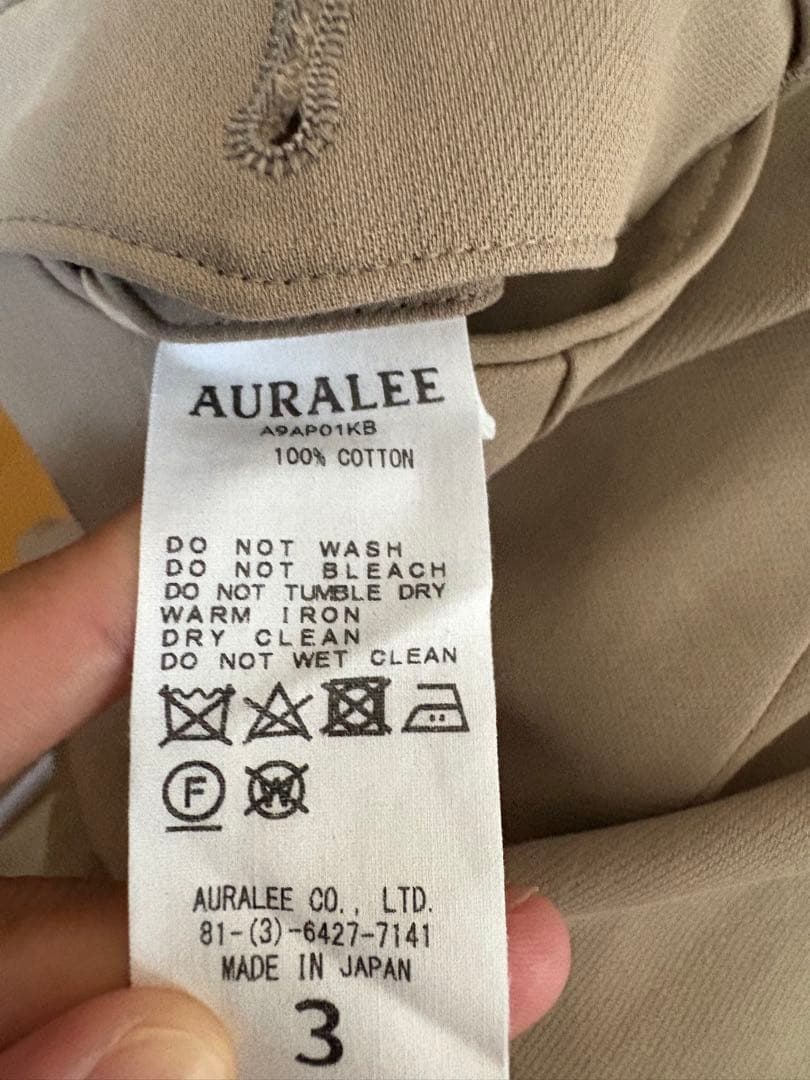 AURALEE
A9AP01KB
100% COTTON
DO NOT WASH
DO NOT BLEACH
DO NOT TUMBLE DRY
WARM IRON
DRY CLEAN
DO NOT WET CLEAN
F W
AURALEE CO., LTD.
81-(3)-6427-7141
MADE IN JAPAN
3